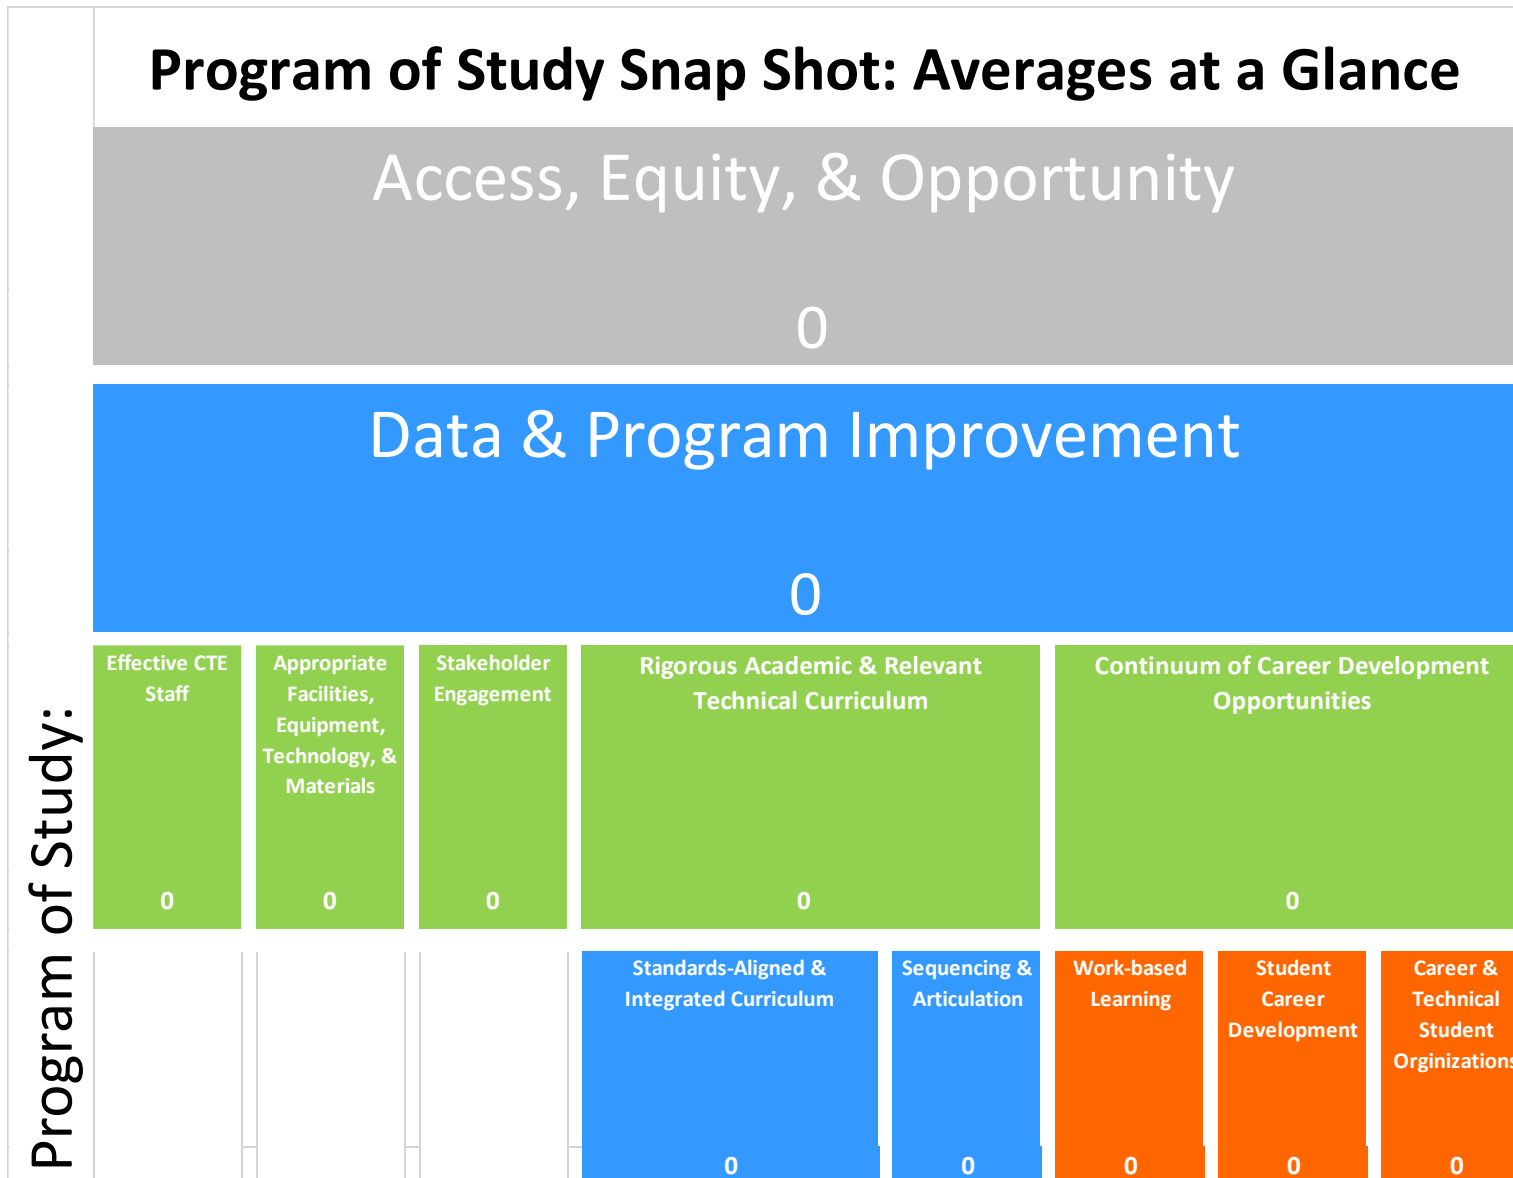 Program of Study Snap Shot: Averages at a Glance
Access, Equity, & Opportunity
0
Data & Program Improvement
0
Program of Study:
Effective CTE
Staff
0
Appropriate
Facilities,
Equipment,
Technology, &
Materials
0
Stakeholder
Engagement
0
Rigorous Academic & Relevant
Technical Curriculum
0
Continuum of Career Development
Opportunities
0
Standards-Aligned &
Integrated Curriculum
0
Sequencing &
Articulation
0
Work-based
Learning
0
Student
Career
Development
0
Career &
Technical
Student
Orginizations
0